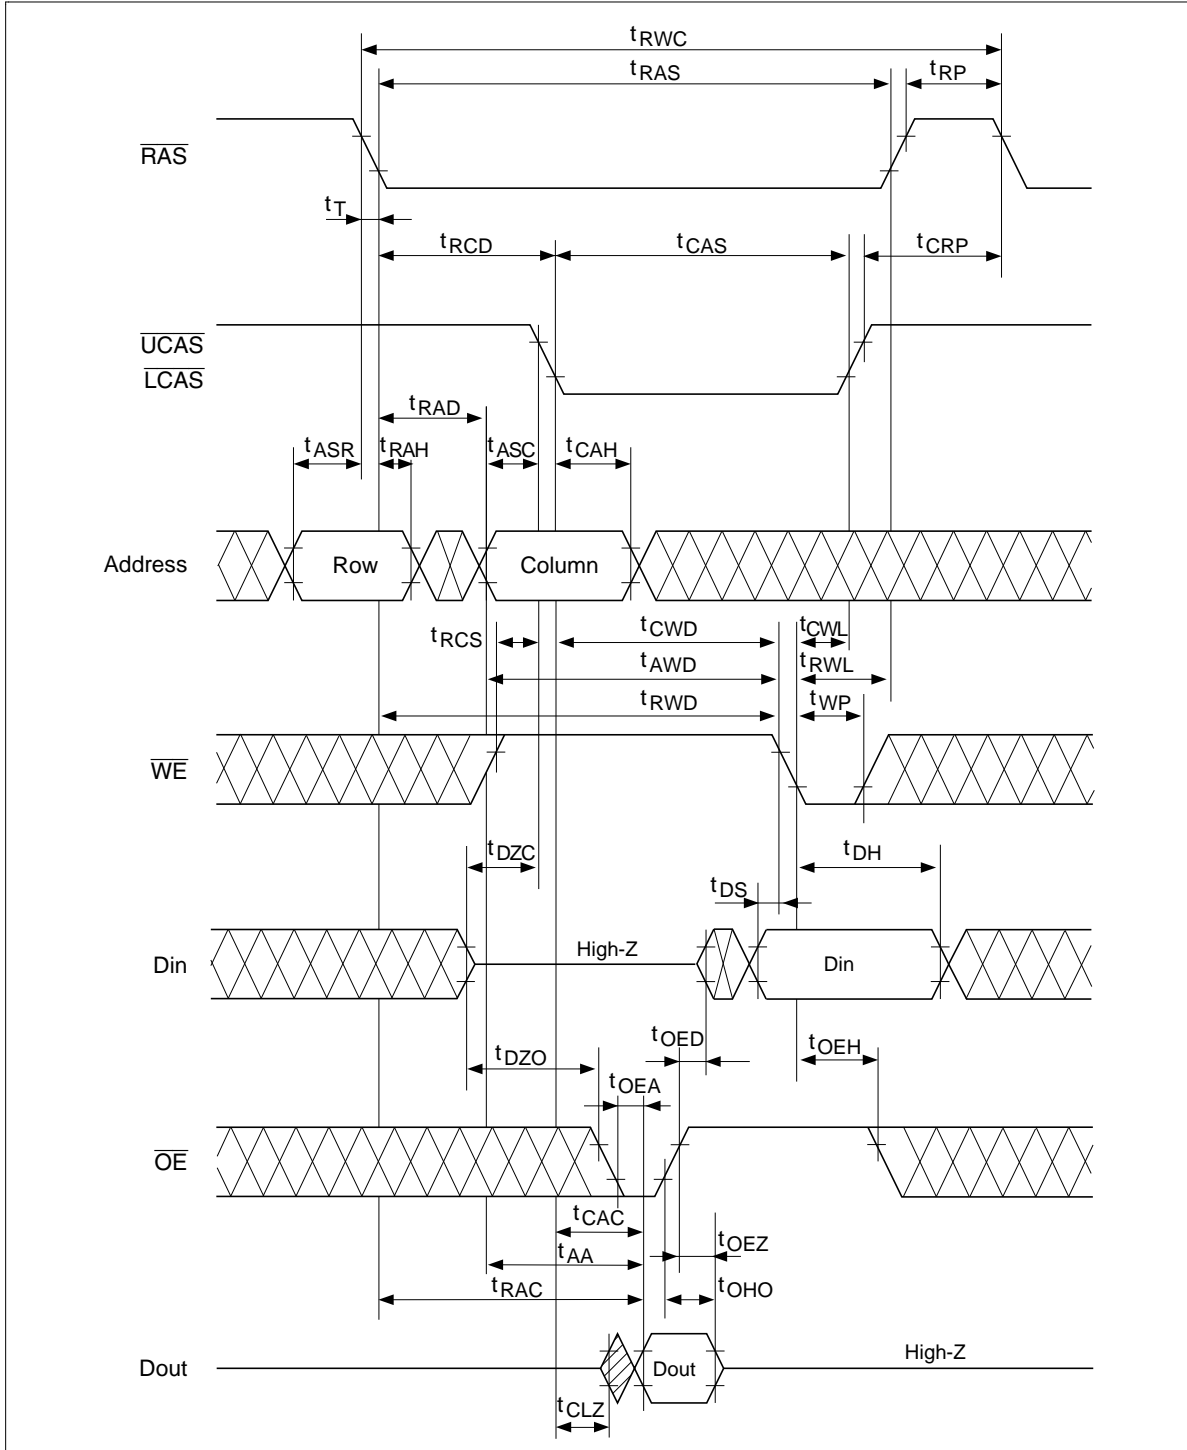 tRWC
tRAS
tRP
RAS
tT
tRCD
tCAS
tCRP
UCAS
LCAS
tRAD
tASR
tRAH
tASC
tCAH
Address
Row
Column
tRCS
tCWD
tCWL
tAWD
tRWL
tRWD
tWP
WE
tDZC
tDH
tDS
Din
High-Z
Din
tOED
tDZO
tOEH
tOEA
OE
tCAC
tOEZ
tAA
tRAC
tOHO
Dout
Dout
High-Z
tCLZ